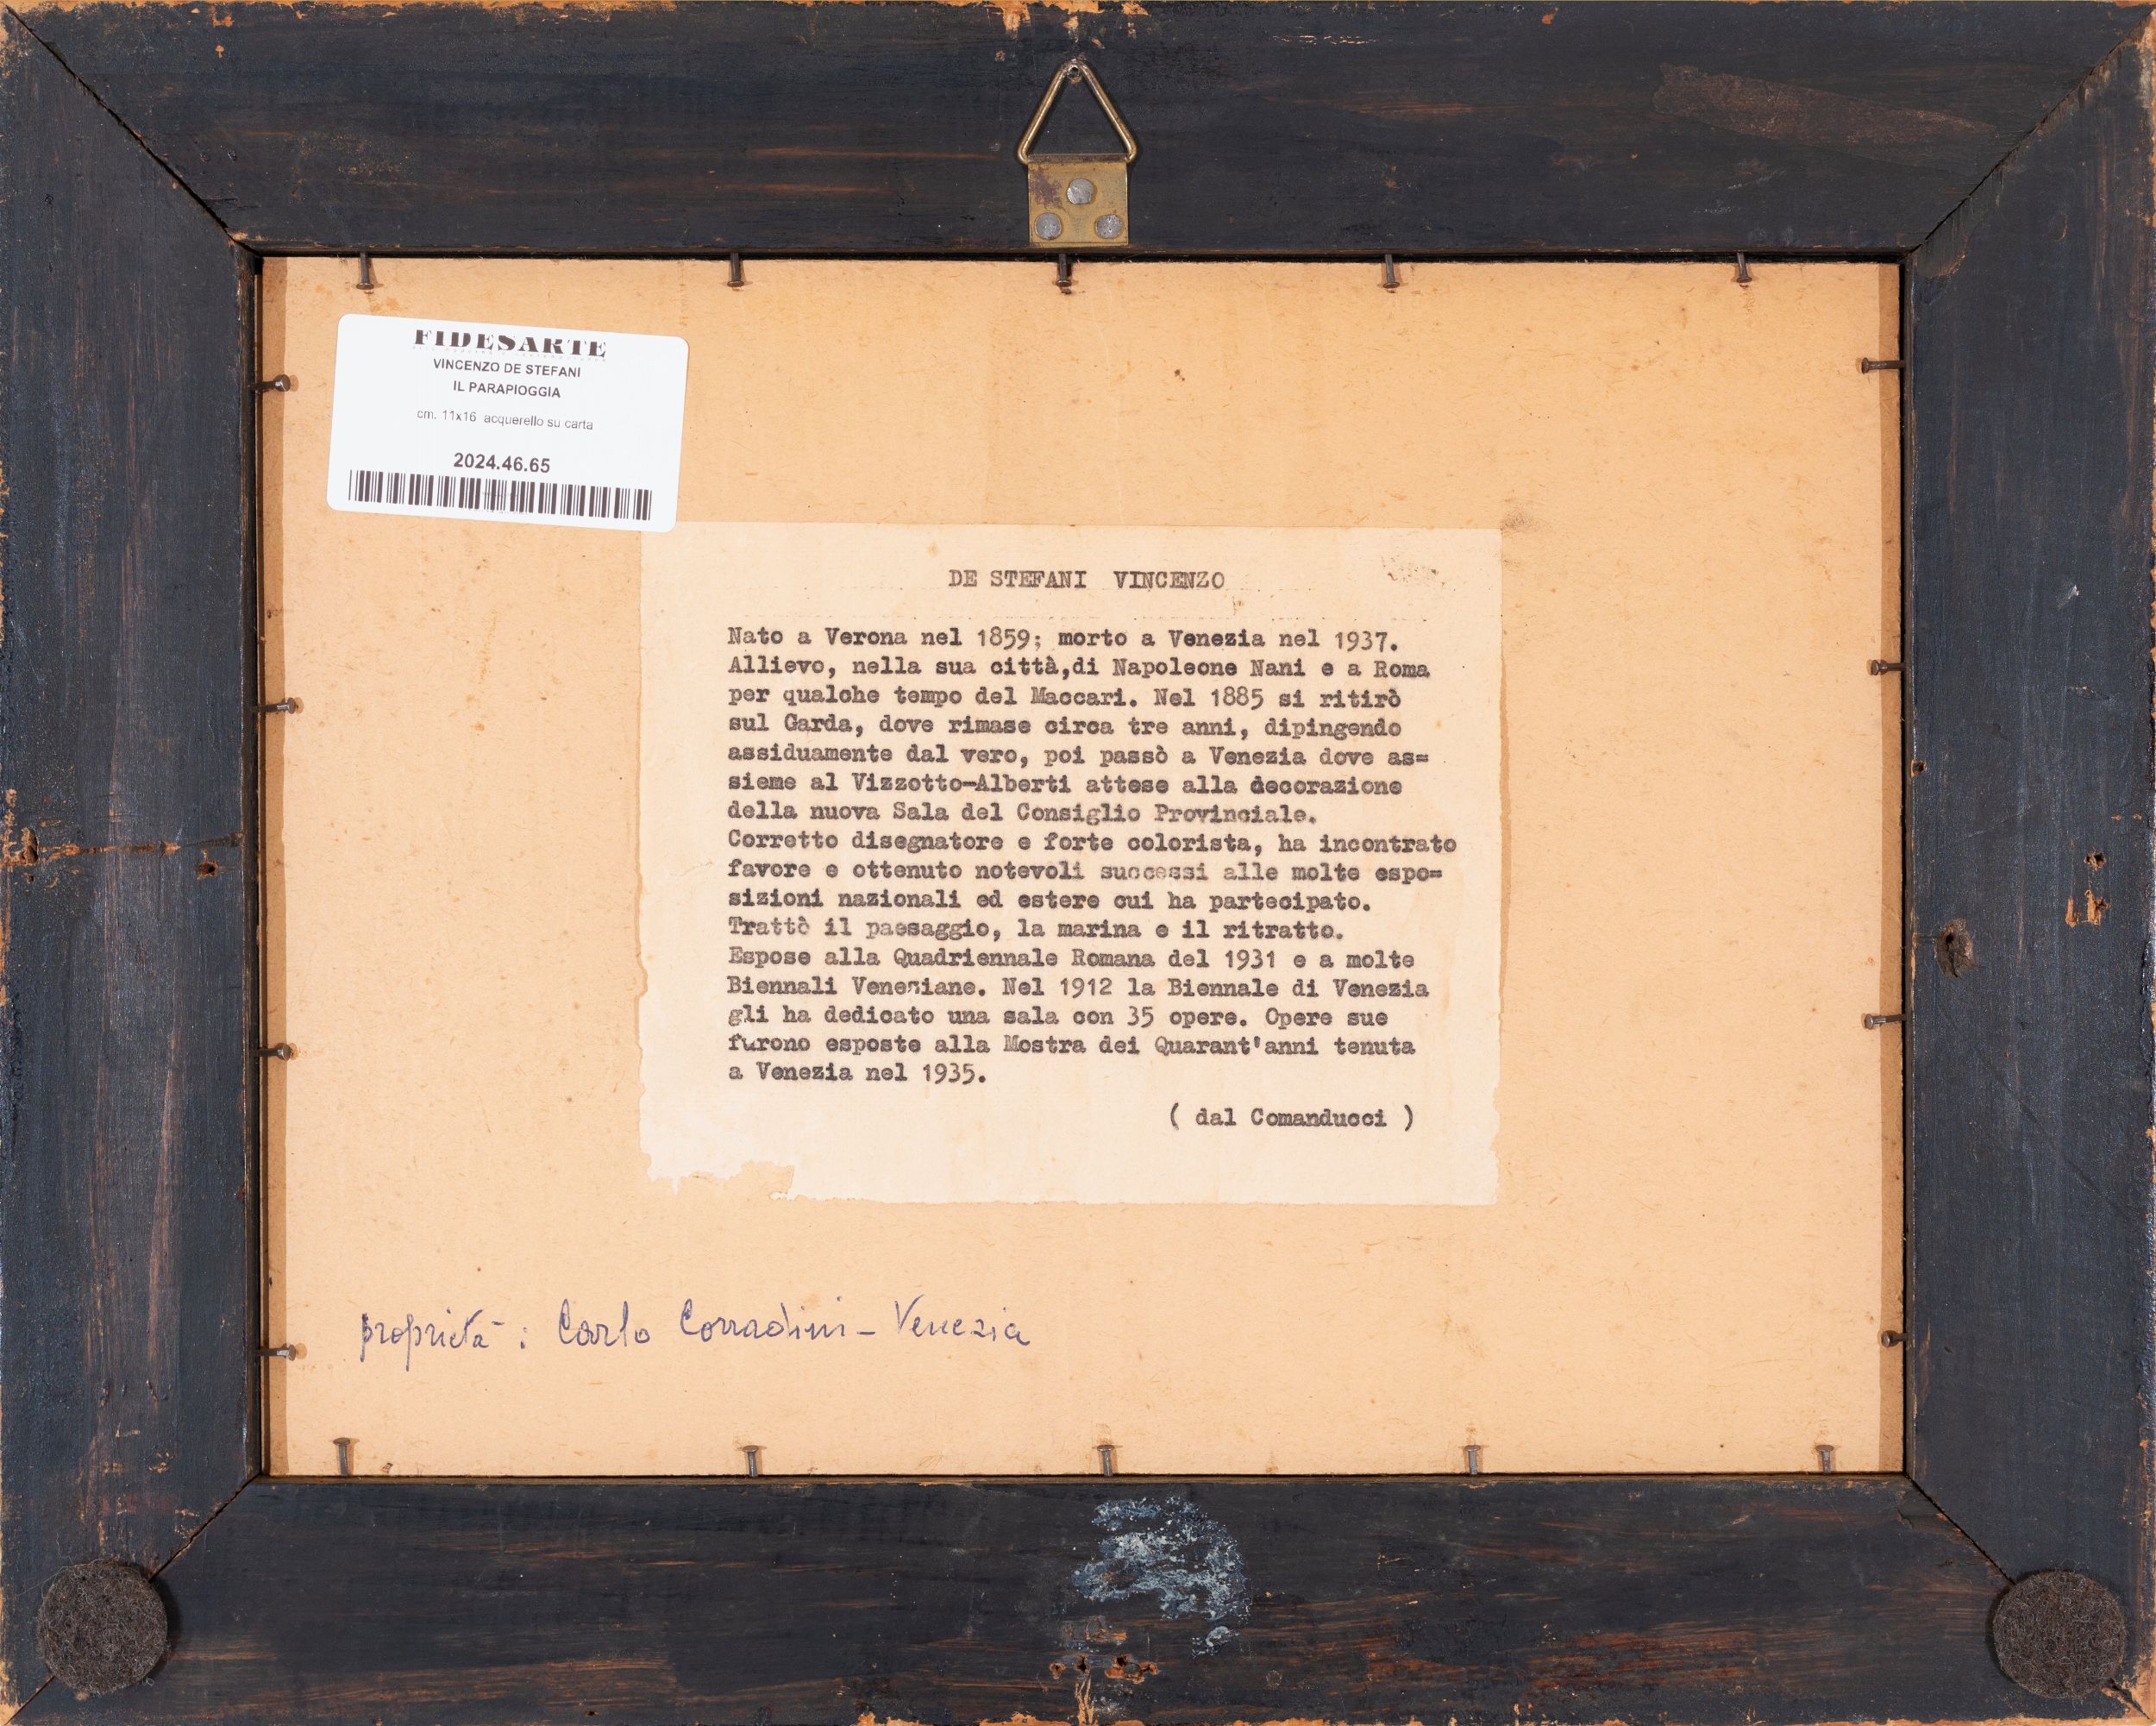 FIDESARTE
VINCENZO DE STEFANI
IL PARAPIOGGIA
cm. 11x16 acquerello su carta
2024.46.65
DE STEFANI VINCENZO
Nato a Verona nel 1859; morto a Venezia nel 1937.
Allievo, nella sua città,di Napoleone Nani e a Roma
per qualche tempo del Maccari. Nel 1885 si ritirò
sul Garda, dove rimase circa tre anni, dipingendo
assiduamente dal vero, poi passò a Venezia dove as=
sieme al Vizzotto-Alberti attese alla decorazione
della nuova Sala del Consiglio Provinciale.
Corretto disegnatore e forte colorista, ha incontrato
favore e ottenuto notevoli successi alle molte espo=
sizioni nazionali ed estere cui ha partecipato.
Trattò il paesaggio, la marina e il ritratto.
Espose alla Quadriennale Romana del 1931 e a molte
Biennali Veneziane. Nel 1912 la Biennale di Venezia
gli ha dedicato una sala con 35 opere. Opere sue
furono esposte alla Mostra dei Quarant'anni tenuta
a Venezia nel 1935.
( dal Comanducci )
proprietà : Carlo Corradini - Venezia